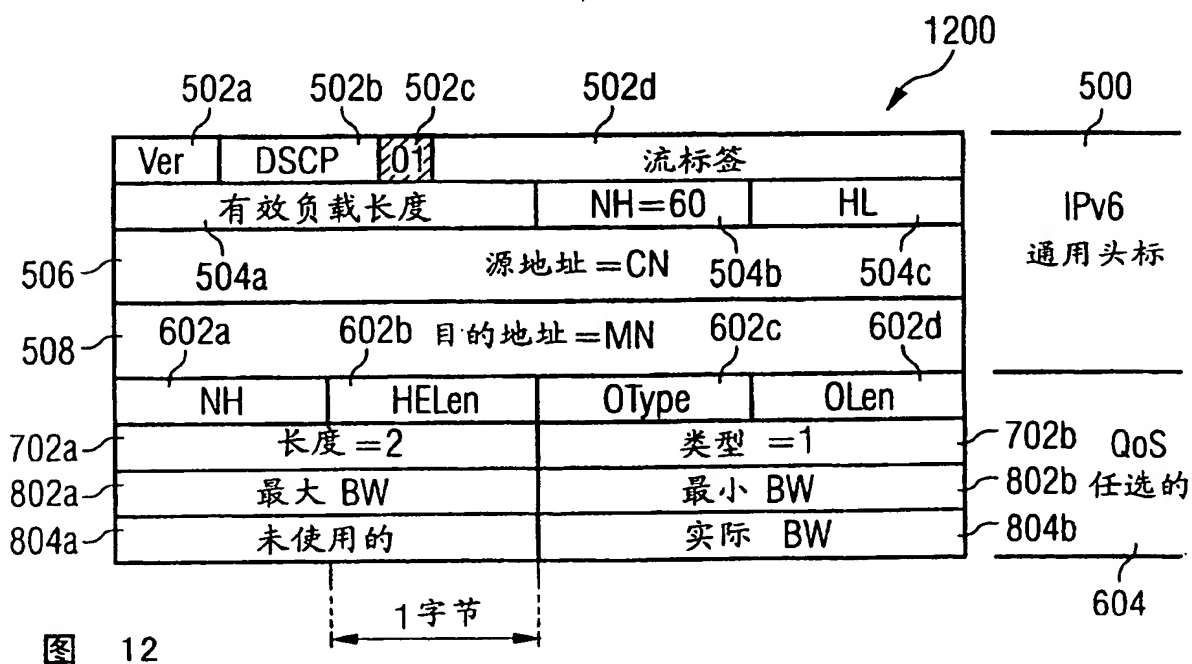 1200
502a 502b 502c 502d 500
Ver DSCP 01 流标签
有效负载长度 NH=60 HL IPv6
通用头标
506 504a 源地址=CN 504b 504c
508 602a 602b 目的地址=MN 602c 602d
NH HELen OType OLen
702a 长度=2 类型=1 702b QoS
802a 最大 BW 最小 BW 802b 任选的
804a 未使用的 实际 BW 804b
1字节 604
图 12